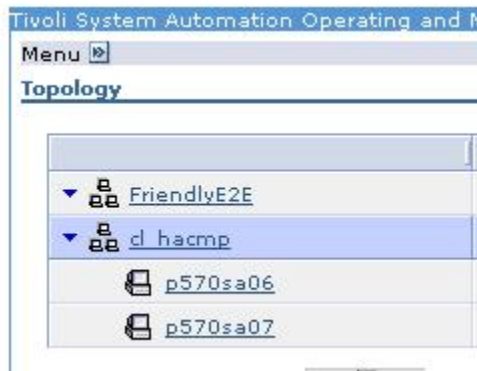 Tivoli System Automation Operating and
Menu
Topology
FriendlyE2E
cl_hacmp
p570sa06
p570sa07